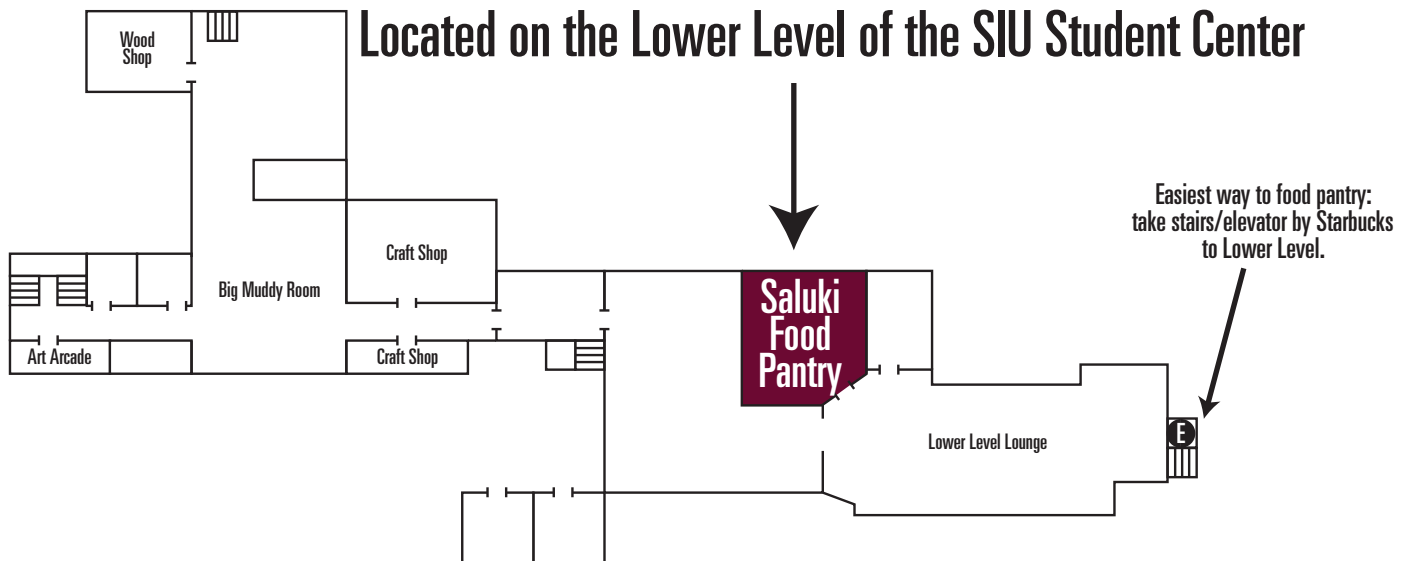 Located on the Lower Level of the SIU Student Center
Wood
Shop
Easiest way to food pantry:
take stairs/elevator by Starbucks
to Lower Level.
Craft Shop
Big Muddy Room
Saluki
Food
Pantry
Art Arcade
Craft Shop
E
Lower Level Lounge